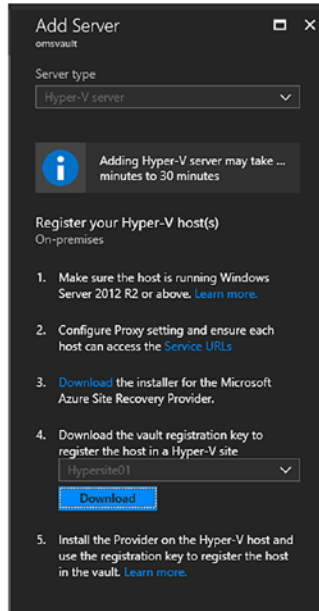 Add Server
omsvault
Server type
Hyper-V server
Adding Hyper-V server may take ...
minutes to 30 minutes
Register your Hyper-V host(s)
On-premises
1. Make sure the host is running Windows
Server 2012 R2 or above. Learn more.
2. Configure Proxy setting and ensure each
host can access the Service URLs
3. Download the installer for the Microsoft
Azure Site Recovery Provider.
4. Download the vault registration key to
register the host in a Hyper-V site
Hypersite01
Download
5. Install the Provider on the Hyper-V host and
use the registration key to register the host
in the vault. Learn more.